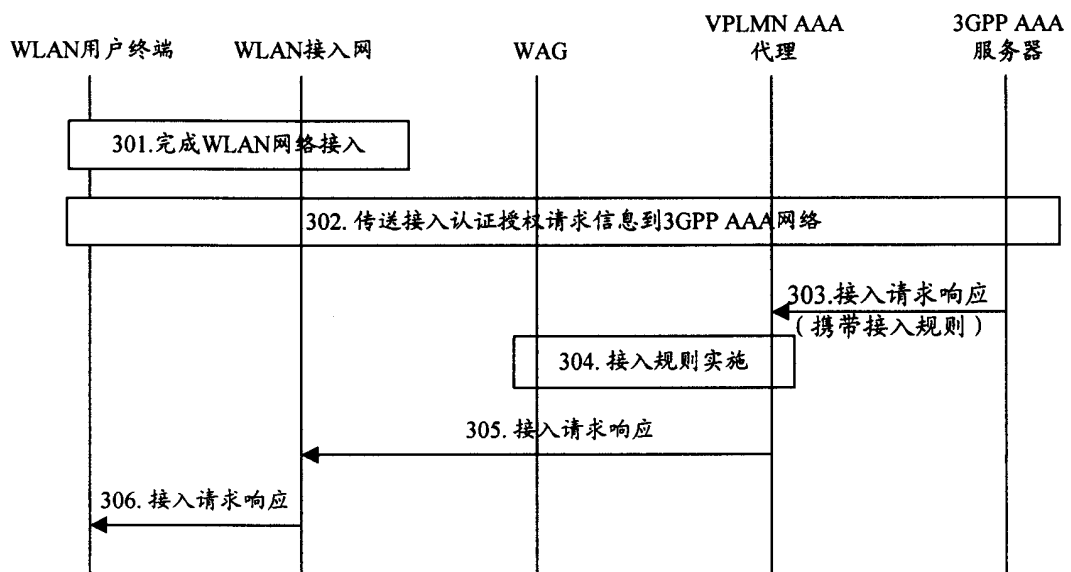 WLAN用户终端
WLAN接入网
WAG
VPLMN AAA
代理
3GPP AAA
服务器
301.完成WLAN网络接入
302. 传送接入认证授权请求信息到3GPP AAA网络
303.接入请求响应
（携带接入规则）
304. 接入规则实施
305. 接入请求响应
306. 接入请求响应